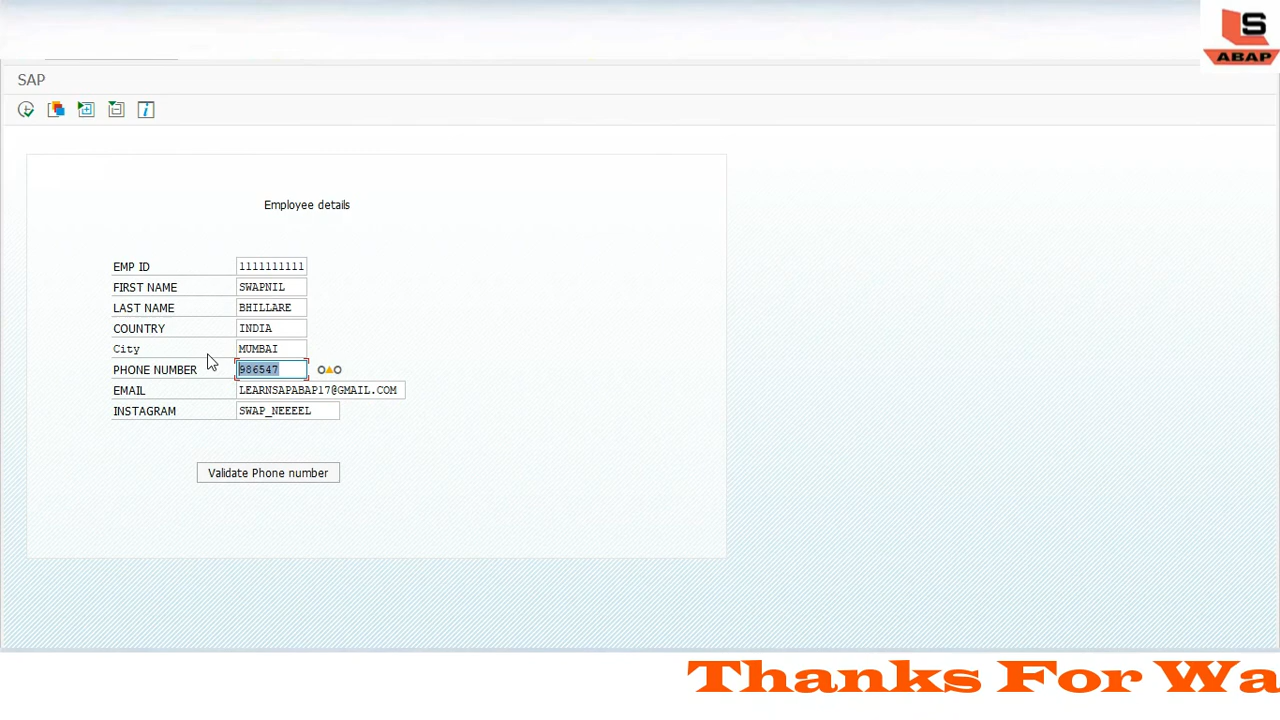 S
ABAP
SAP
i
Employee details
EMP ID 1111111111
FIRST NAME SWAPNIL
LAST NAME BHILLARE
COUNTRY INDIA
City MUMBAI
PHONE NUMBER 986547
EMAIL LEARNSAPABAP17@GMAIL.COM
INSTAGRAM SWAP_NEEEEL
Validate Phone number
Thanks For Wa